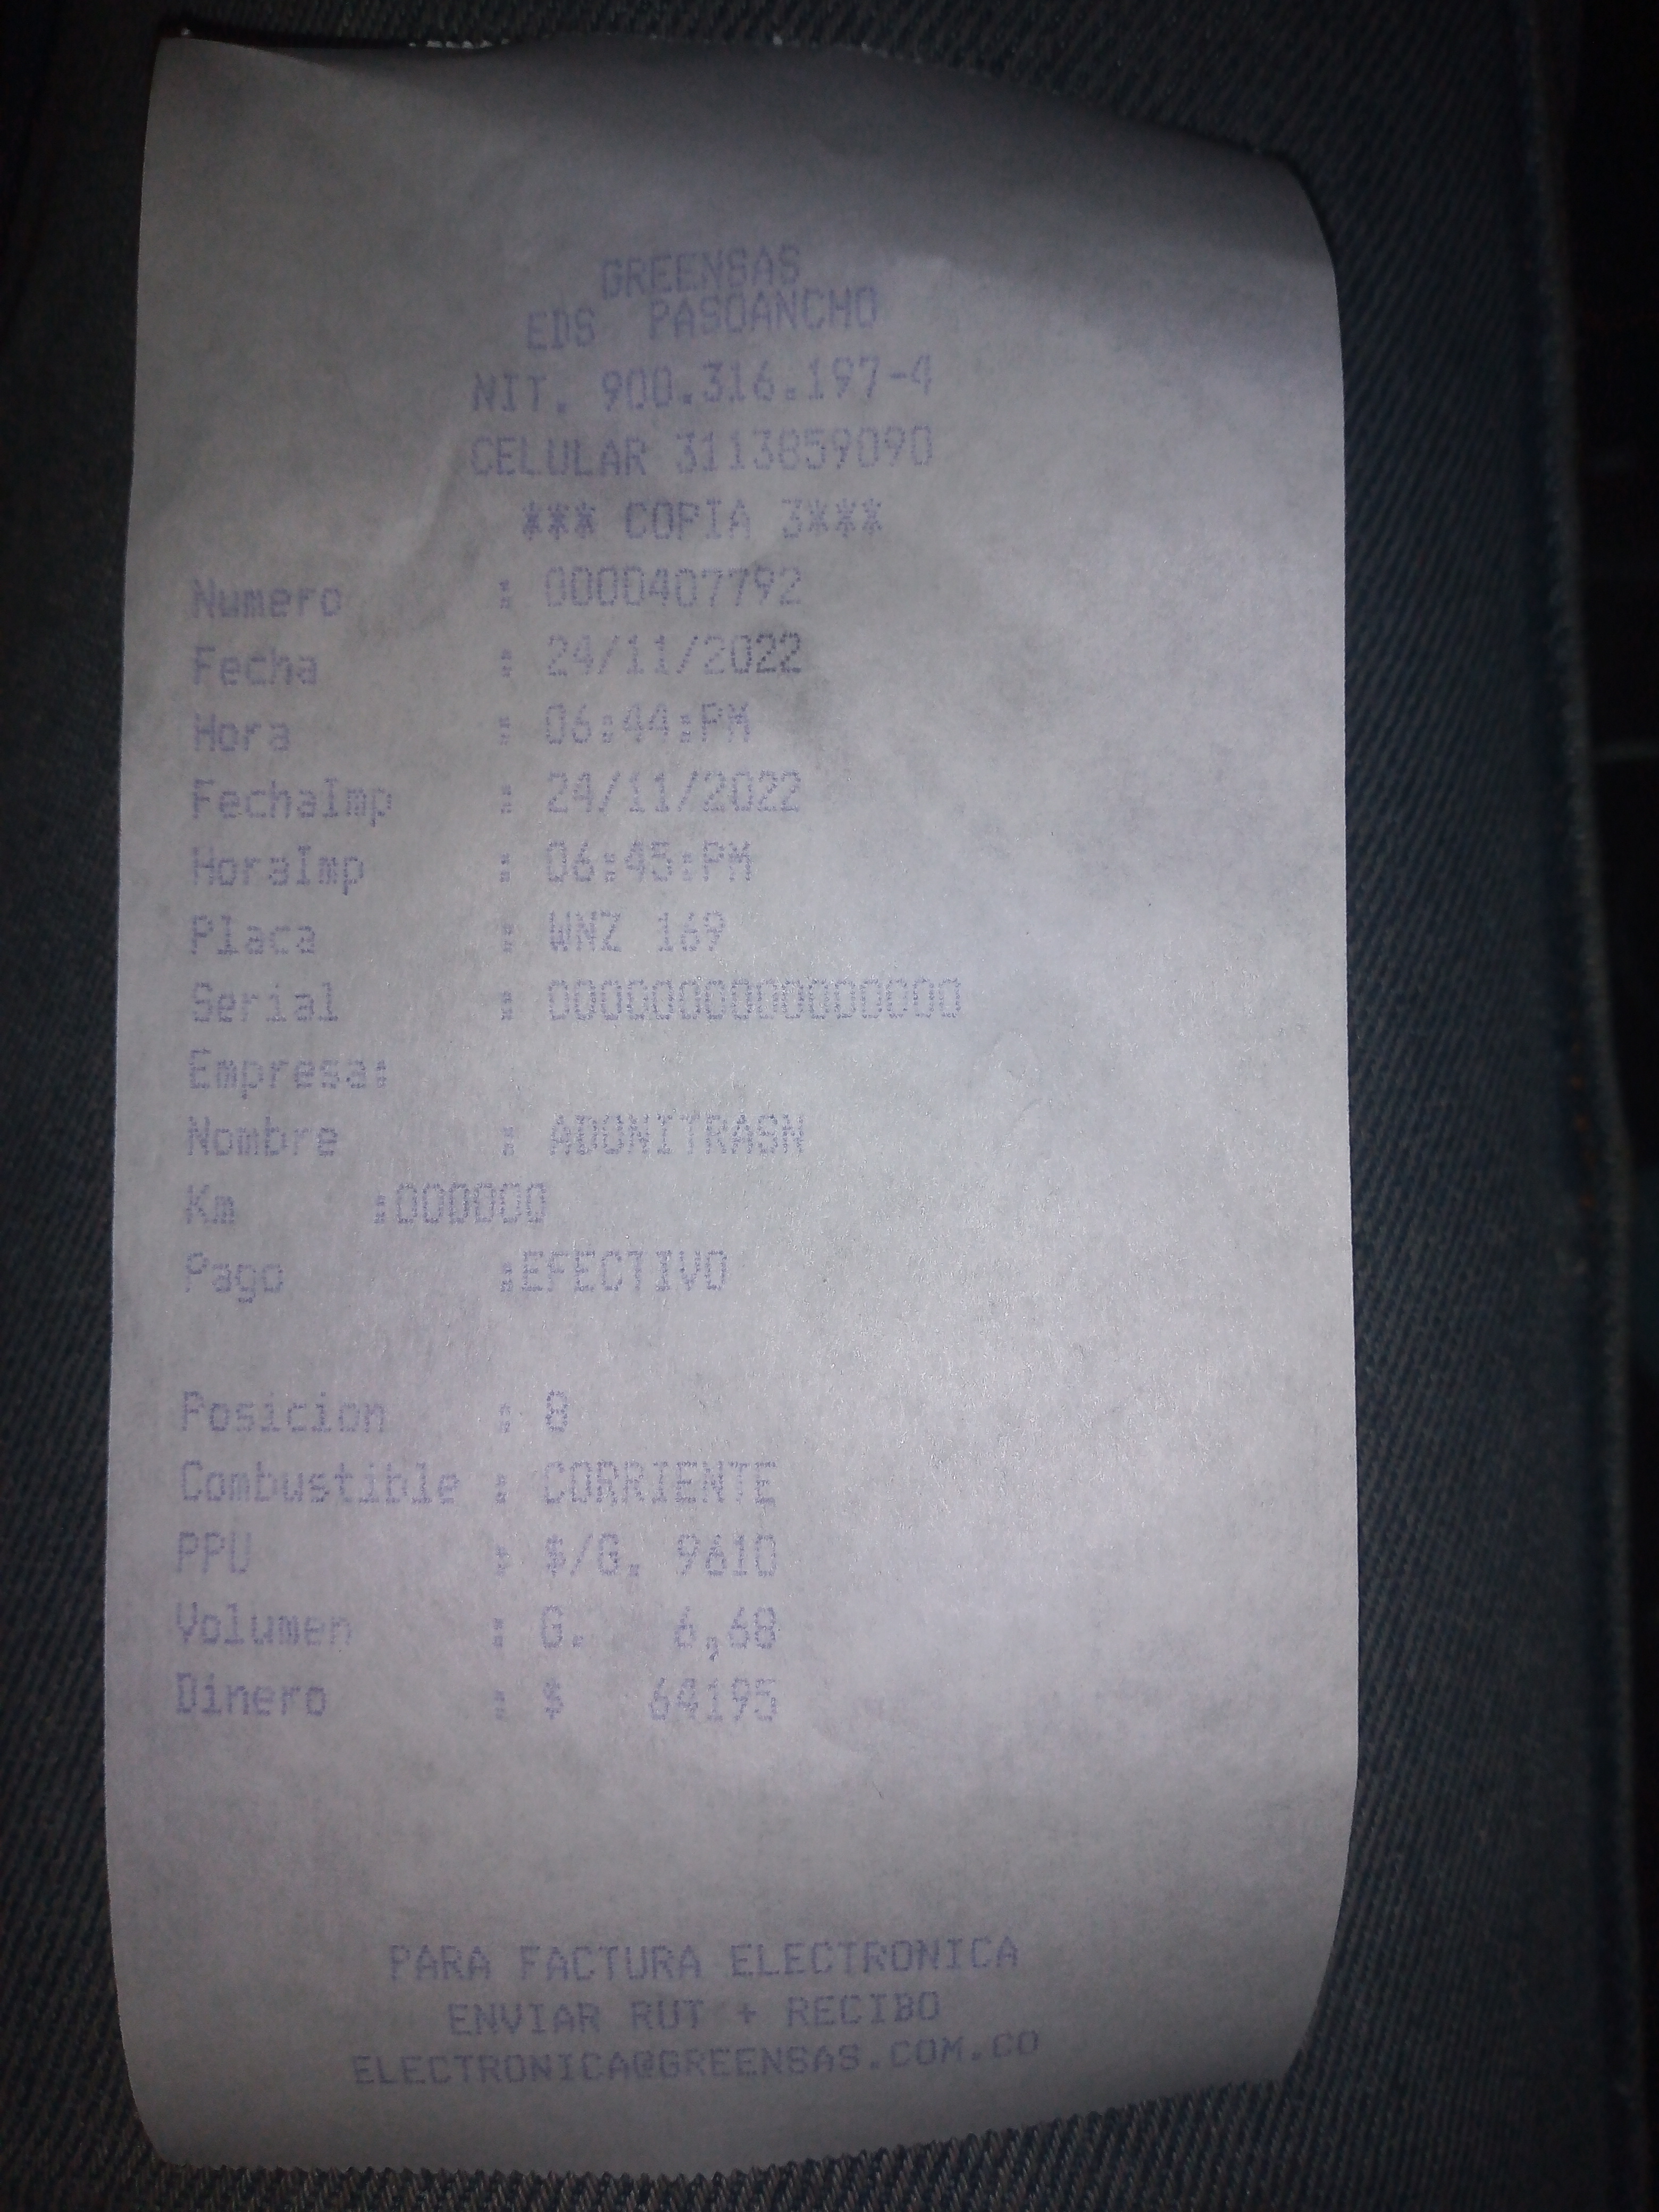 GREENSAS
EDS PASOANCHO
NIT. 900.316.197-4
CELULAR 3113859090
*** COPIA 3***
Numero : 0000407792
Fecha : 24/11/2022
Hora : 06:44:PM
FechaImp : 24/11/2022
HoraImp : 06:45:PM
Placa : WNZ 169
Serial : 0000000000000000
Empresa:
Nombre : ADONITRASN
Km :000000
Pago :EFECTIVO
Posicion : 8
Combustible : CORRIENTE
PPU : $/G. 9610
Volumen : G. 6,68
Dinero : $ 64195
PARA FACTURA ELECTRONICA
ENVIAR RUT + RECIBO
ELECTRONICA@GREENSAS.COM.CO